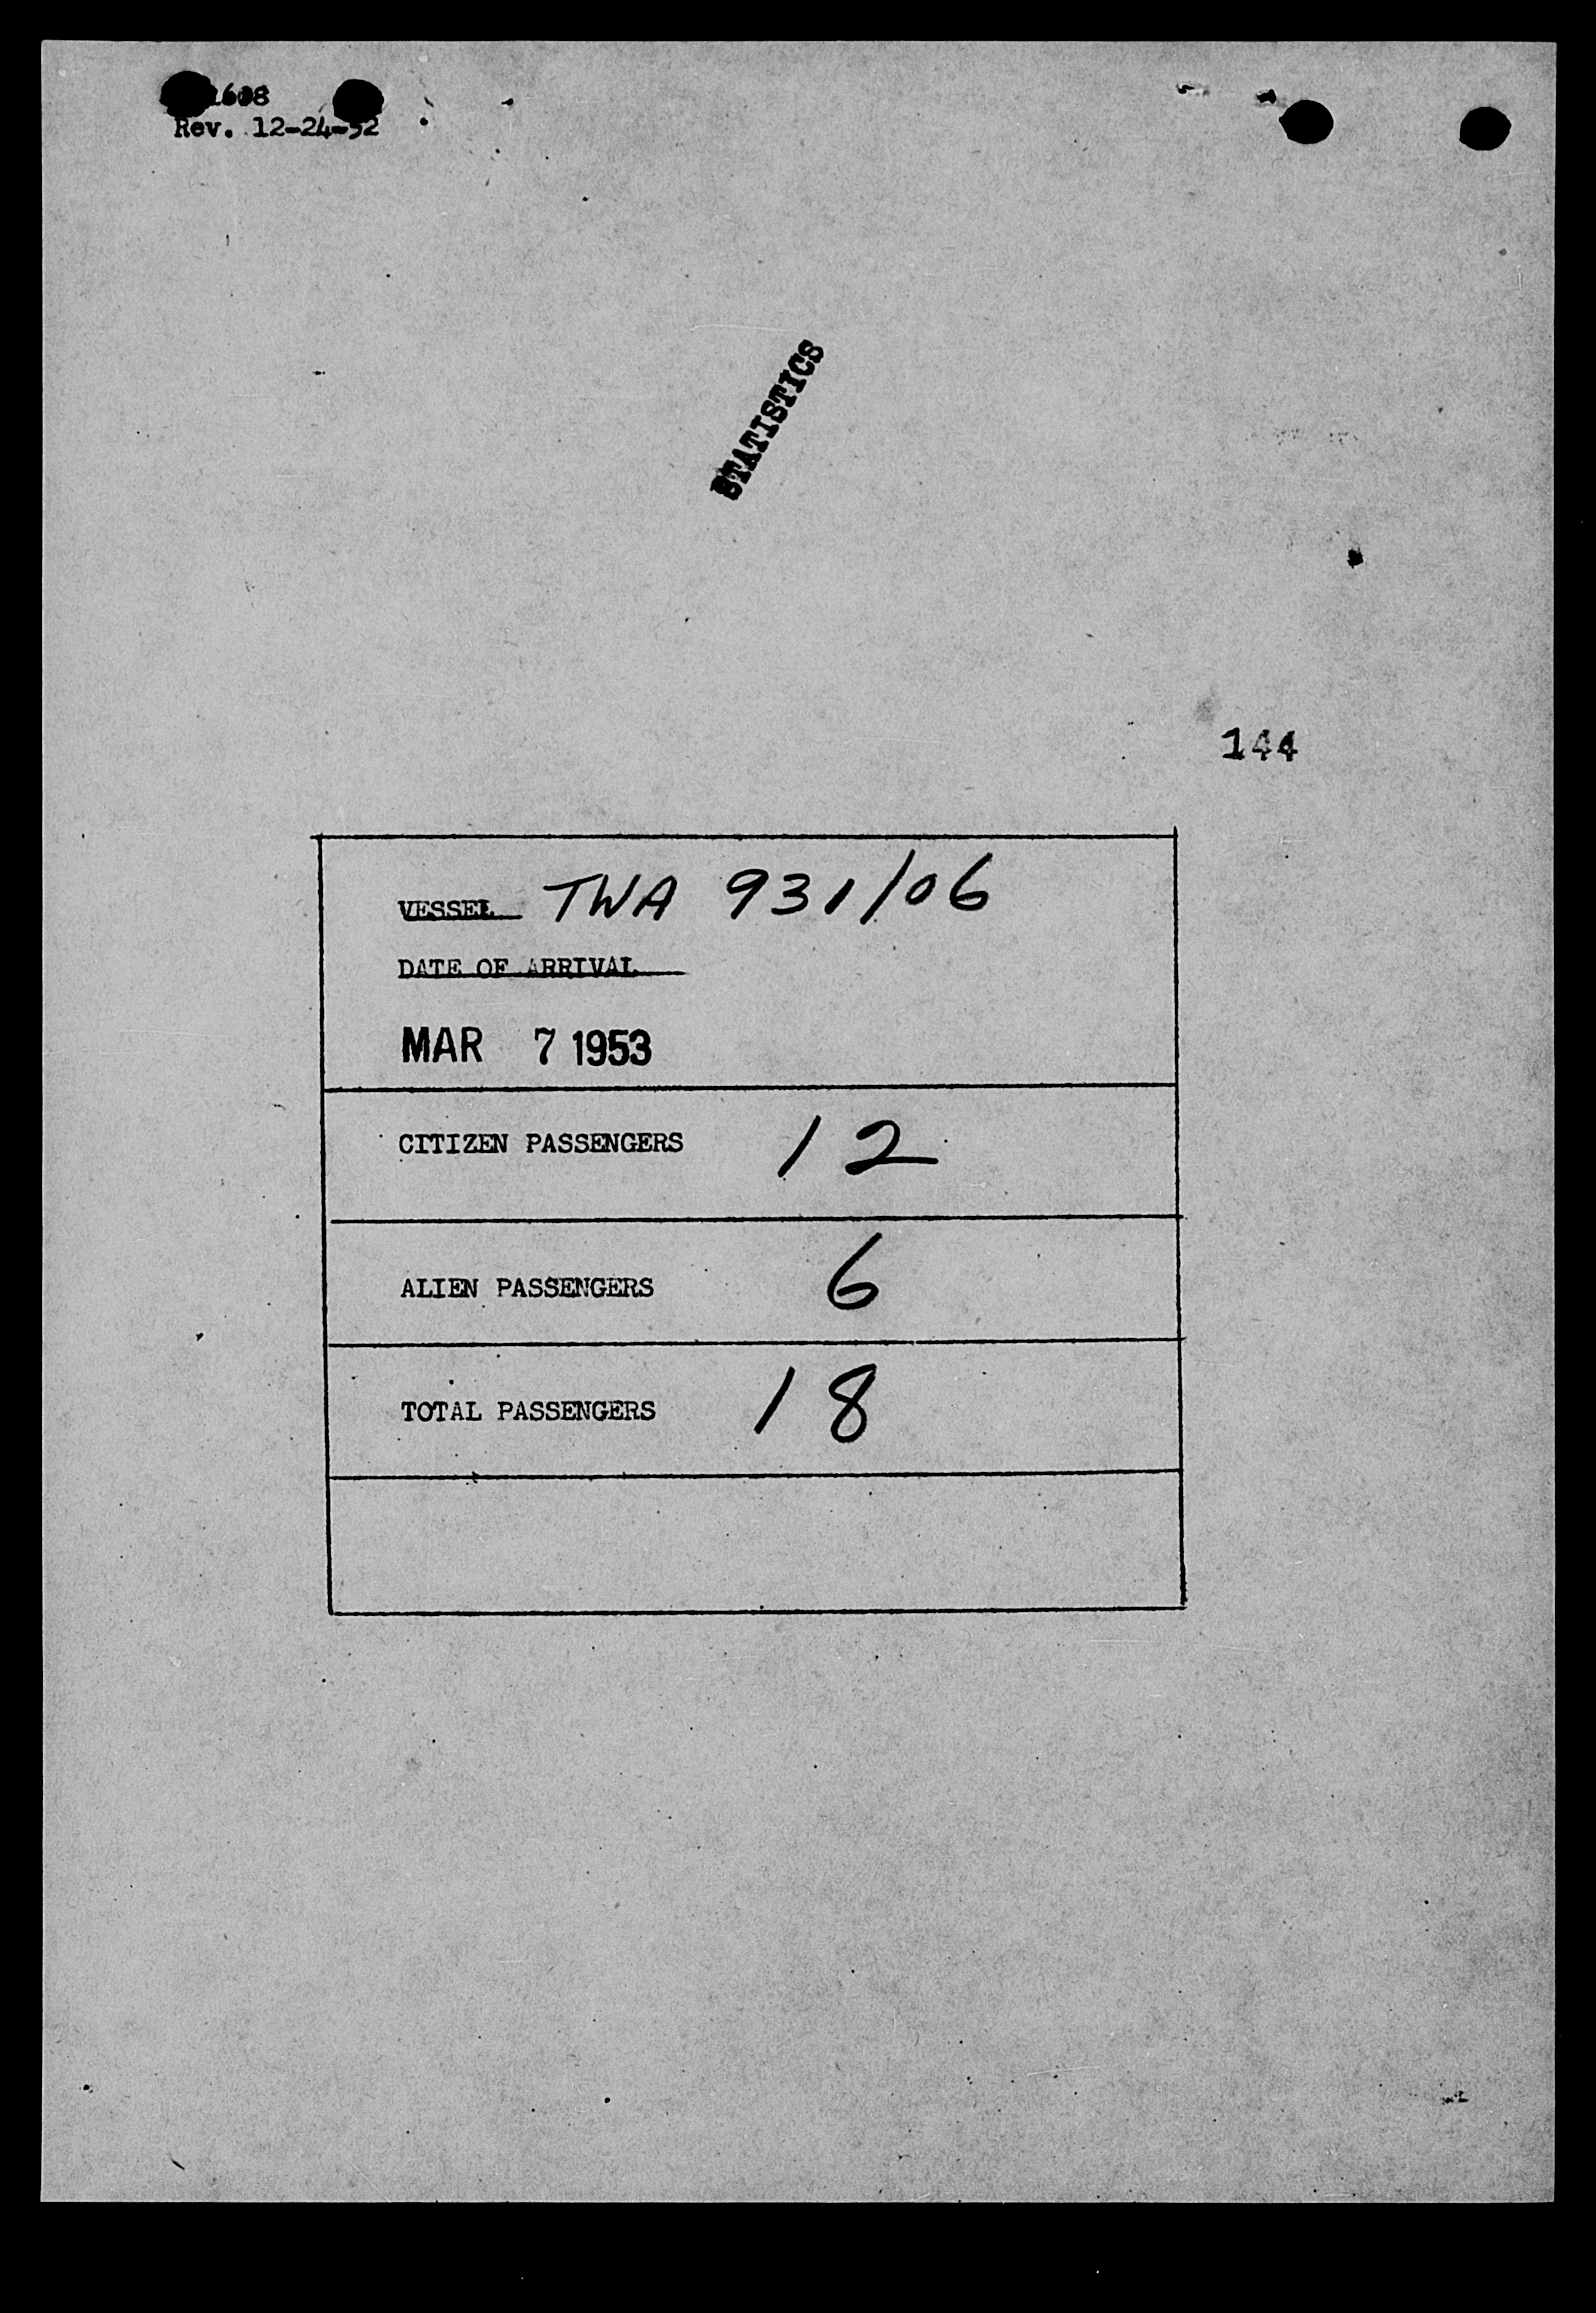 1608
Rev. 12-24-52
STATISTICS
144
VESSEL TWA 931/06
DATE OF ARRIVAL
MAR 7 1953
CITIZEN PASSENGERS 12
ALIEN PASSENGERS 6
TOTAL PASSENGERS 18